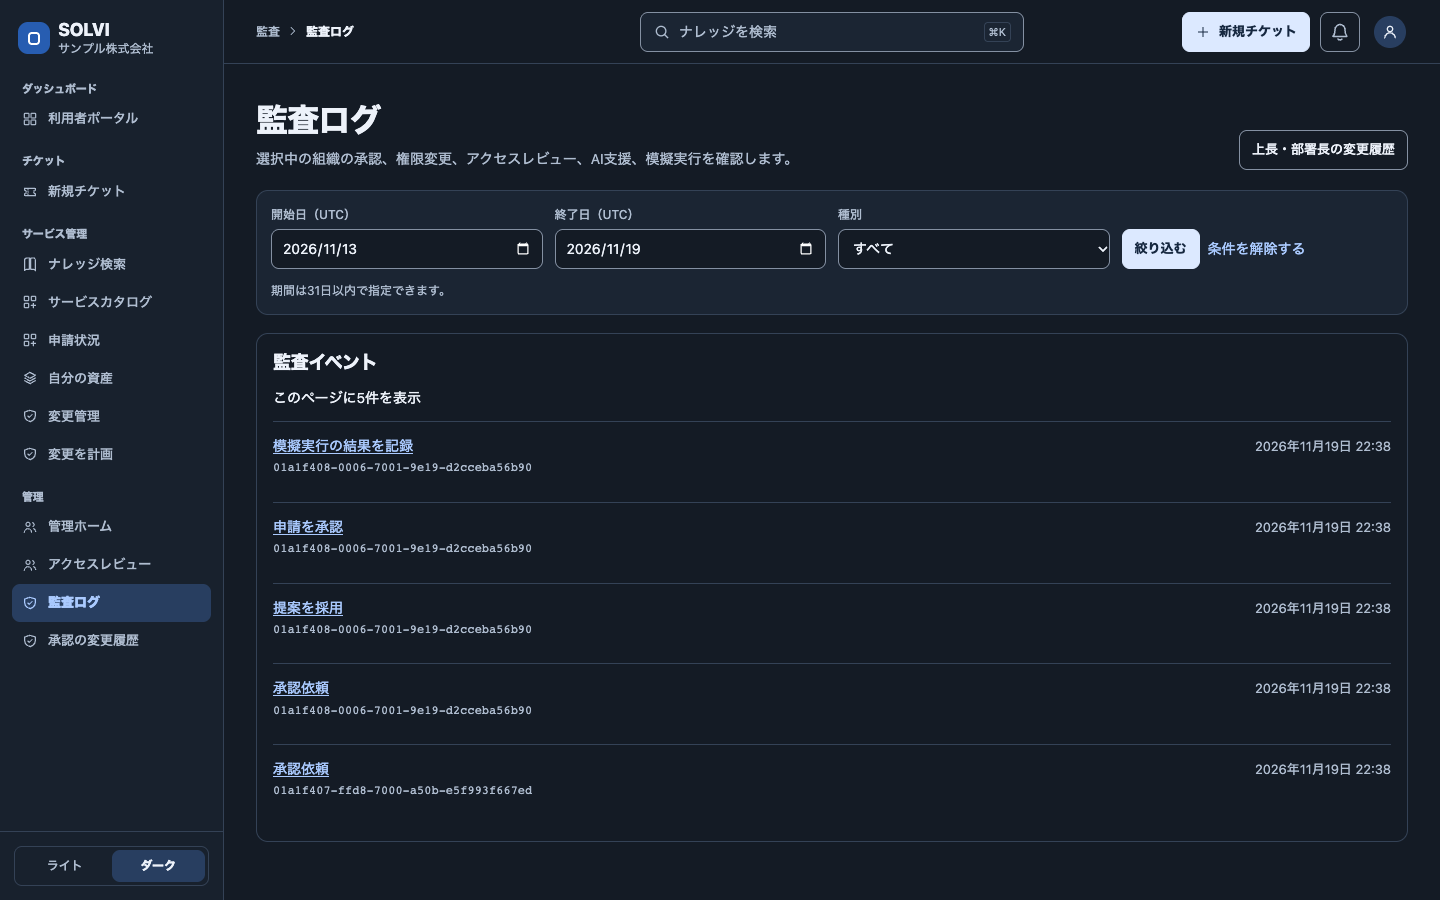 SOLVI
サンプル株式会社
ダッシュボード
利用者ポータル
チケット
新規チケット
サービス管理
ナレッジ検索
サービスカタログ
申請状況
自分の資産
変更管理
変更を計画
管理
管理ホーム
アクセスレビュー
監査ログ
承認の変更履歴
ライト
ダーク
監査 > 監査ログ
ナレッジを検索
⌘K
+ 新規チケット
監査ログ
選択中の組織の承認、権限変更、アクセスレビュー、AI支援、模擬実行を確認します。
上長・部署長の変更履歴
開始日（UTC）
2026/11/13
終了日（UTC）
2026/11/19
種別
すべて
絞り込む
条件を解除する
期間は31日以内で指定できます。
監査イベント
このページに5件を表示
模擬実行の結果を記録
2026年11月19日 22:38
01a1f408-0006-7001-9e19-d2cceba56b90
申請を承認
2026年11月19日 22:38
01a1f408-0006-7001-9e19-d2cceba56b90
提案を採用
2026年11月19日 22:38
01a1f408-0006-7001-9e19-d2cceba56b90
承認依頼
2026年11月19日 22:38
01a1f408-0006-7001-9e19-d2cceba56b90
承認依頼
2026年11月19日 22:38
01a1f407-ffd8-7000-a50b-e5f993f667ed